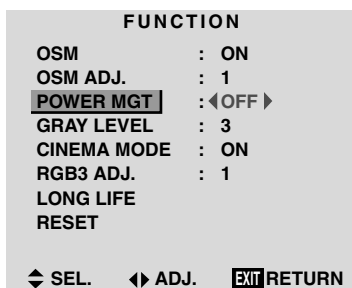 FUNCTION
OSM : ON
OSM ADJ. : 1
POWER MGT : OFF
GRAY LEVEL : 3
CINEMA MODE : ON
RGB3 ADJ. : 1
LONG LIFE
RESET
SEL. ADJ. EXIT RETURN